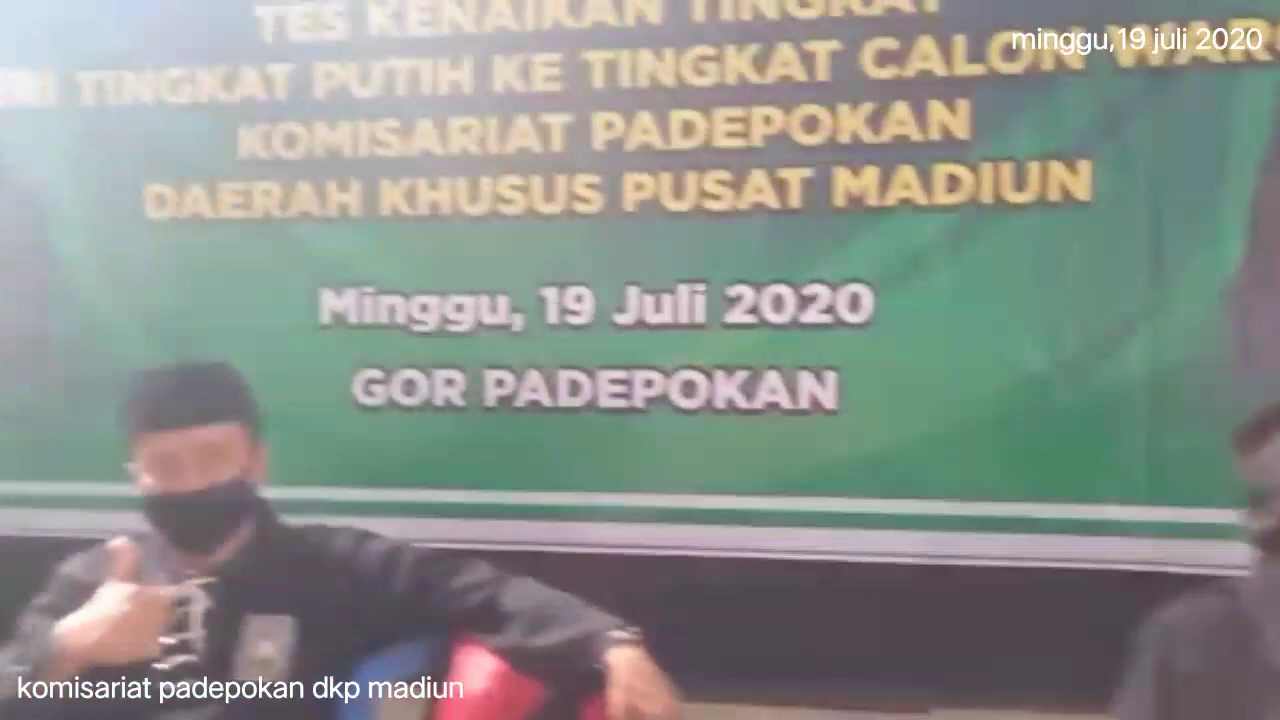 TES KENAIKAN TINGKAT
minggu,19 juli 2020
TINGKAT PUTIH KE TINGKAT CALON
KOMISARIAT PADEPOKAN
DAERAH KHUSUS PUSAT MADIUN
Minggu, 19 Juli 2020
GOR PADEPOKAN
komisariat padepokan dkp madiun